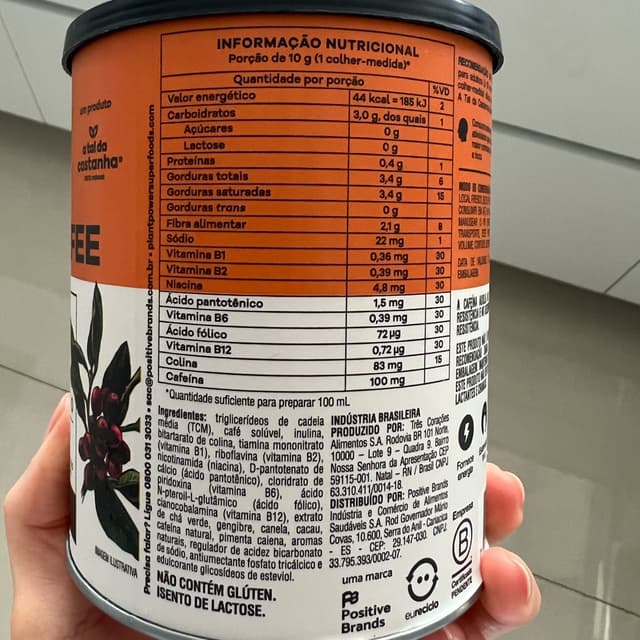 INFORMAÇÃO NUTRICIONAL
Porção de 10 g (1 colher-medida)*
Quantidade por porção %VD
Valor energético 44 kcal = 185 kJ 2
Carboidratos 3,0 g, dos quais 1
Açúcares 0 g
Lactose 0 g
Proteínas 0,4 g 1
Gorduras totais 3,4 g 6
Gorduras saturadas 3,4 g 15
Gorduras trans 0 g
Fibra alimentar 2,1 g 8
Sódio 22 mg 1
Vitamina B1 0,36 mg 30
Vitamina B2 0,39 mg 30
Niacina 4,8 mg 30
Ácido pantotênico 1,5 mg 30
Vitamina B6 0,39 mg 30
Ácido fólico 72 µg 30
Vitamina B12 0,72 µg 30
Colina 83 mg 15
Cafeína 100 mg
*Quantidade suficiente para preparar 100 mL
Ingredientes: triglicerídeos de cadeia
média (TCM), café solúvel, inulina,
bitartarato de colina, tiamina mononitrato
(vitamina B1), riboflavina (vitamina B2),
nicotinamida (niacina), D-pantotenato de
cálcio (ácido pantotênico), cloridrato de
piridoxina (vitamina B6), ácido
N-pteroil-L-glutâmico (ácido fólico),
cianocobalamina (vitamina B12), extrato
de chá verde, gengibre, canela, cacau,
cafeína natural, pimenta caiena, aromas
naturais, regulador de acidez bicarbonato
de sódio, antiumectante fosfato tricálcico e
edulcorante glicosídeos de esteviol.
NÃO CONTÉM GLÚTEN.
ISENTO DE LACTOSE.
INDÚSTRIA BRASILEIRA
PRODUZIDO POR: Três Corações
Alimentos S.A. Rodovia BR 101 Norte,
10000 – Lote 9 – Quadra 9. Bairro
Nossa Senhora da Apresentação CEP
59115-001. Natal – RN / Brasil CNPJ
63.310.411/0014-18.
DISTRIBUÍDO POR: Positive Brands
Indústria e Comércio de Alimentos
Saudáveis S.A. Rod Governador Mário
Covas, 10.600, Serra do Anil - Cariacica
- ES - CEP: 29.147-030. CNPJ.
33.795.393/0002-07.
uma marca
Positive
Brands
eureciclo
um produto
a tal da
castanha®
FEE
Precisa falar? Ligue 0800 031 3033 • sac@positivebrands.com.br • plantpowersuperfoods.com
IMAGEM ILUSTRATIVA
A Tal da
DATA DE
EMBALAGEM
A CAFEÍNA
RESISTÊNCIA
RESISTÊNCIA.
ESTE PRODUTO
Fornece
energia
Empresa
B
Certificação
PENDENTE